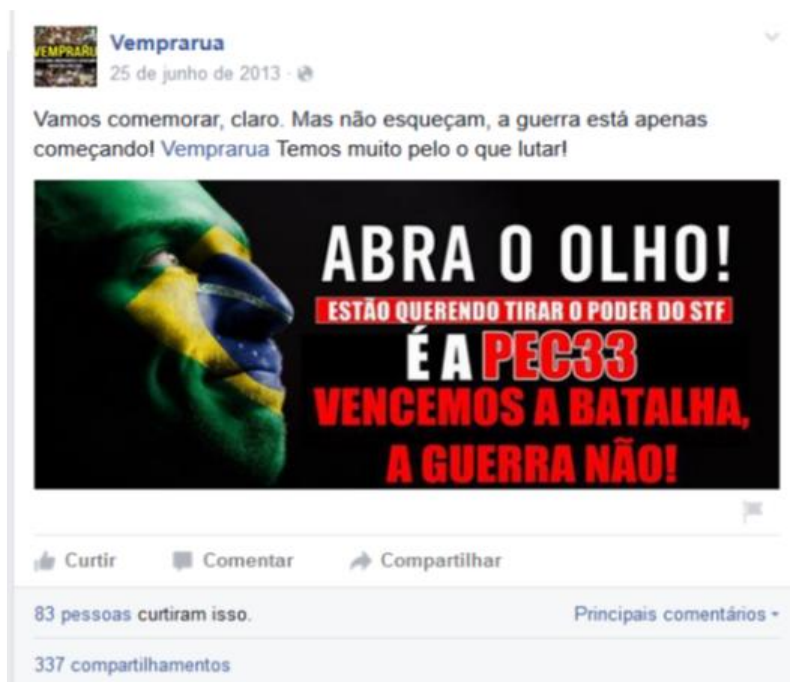 VEMPRARU
Vemprarua
25 de junho de 2013 ·
Vamos comemorar, claro. Mas não esqueçam, a guerra está apenas
começando! Vemprarua Temos muito pelo o que lutar!
ABRA O OLHO!
ESTÃO QUERENDO TIRAR O PODER DO STF
É A PEC33
VENCEMOS A BATALHA,
A GUERRA NÃO!
Curtir Comentar Compartilhar
83 pessoas curtiram isso. Principais comentários
337 compartilhamentos